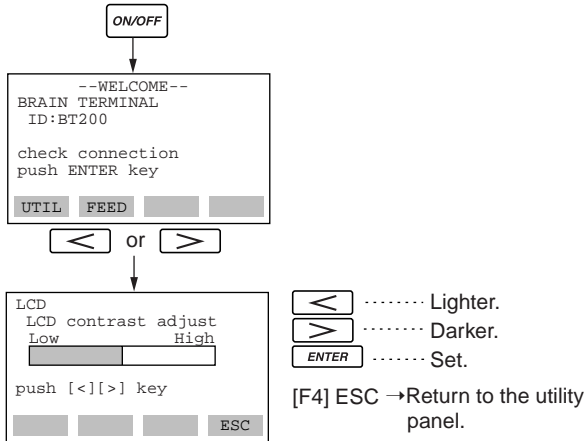 ON/OFF
--WELCOME--
BRAIN TERMINAL
ID:BT200
check connection
push ENTER key
UTIL FEED
< or >
LCD
LCD contrast adjust
Low High
push [<][>] key
ESC
< ........ Lighter.
> ........ Darker.
ENTER ....... Set.
[F4] ESC →Return to the utility
panel.